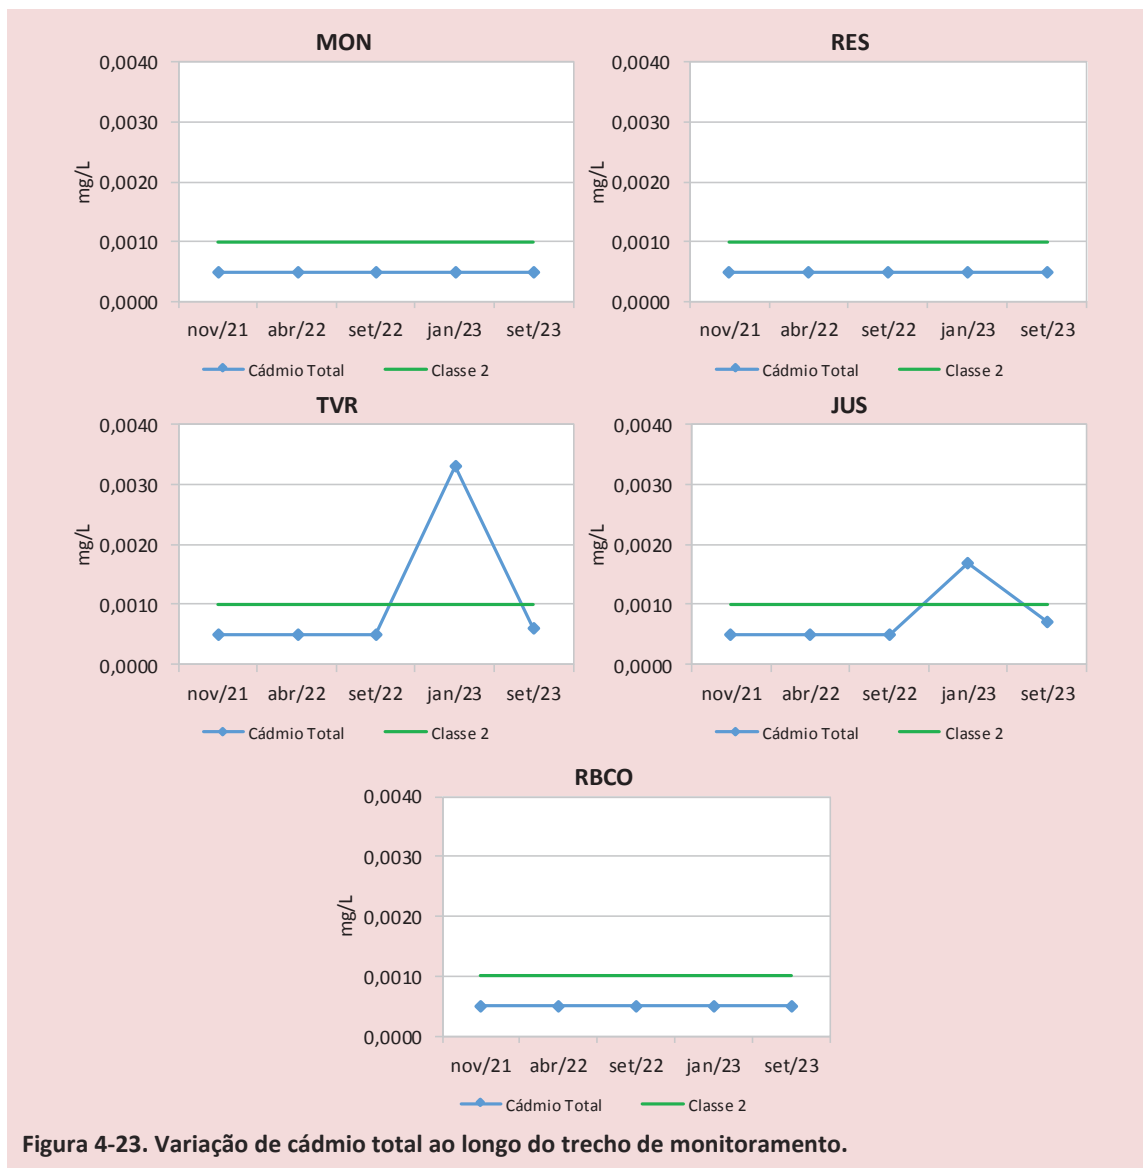 MON
0,0040
0,0030
0,0020
0,0010
0,0000
mg/L
nov/21 abr/22 set/22 jan/23 set/23
Cádmio Total Classe 2
RES
0,0040
0,0030
0,0020
0,0010
0,0000
mg/L
nov/21 abr/22 set/22 jan/23 set/23
Cádmio Total Classe 2
TVR
0,0040
0,0030
0,0020
0,0010
0,0000
mg/L
nov/21 abr/22 set/22 jan/23 set/23
Cádmio Total Classe 2
JUS
0,0040
0,0030
0,0020
0,0010
0,0000
mg/L
nov/21 abr/22 set/22 jan/23 set/23
Cádmio Total Classe 2
RBCO
0,0040
0,0030
0,0020
0,0010
0,0000
mg/L
nov/21 abr/22 set/22 jan/23 set/23
Cádmio Total Classe 2
Figura 4-23. Variação de cádmio total ao longo do trecho de monitoramento.